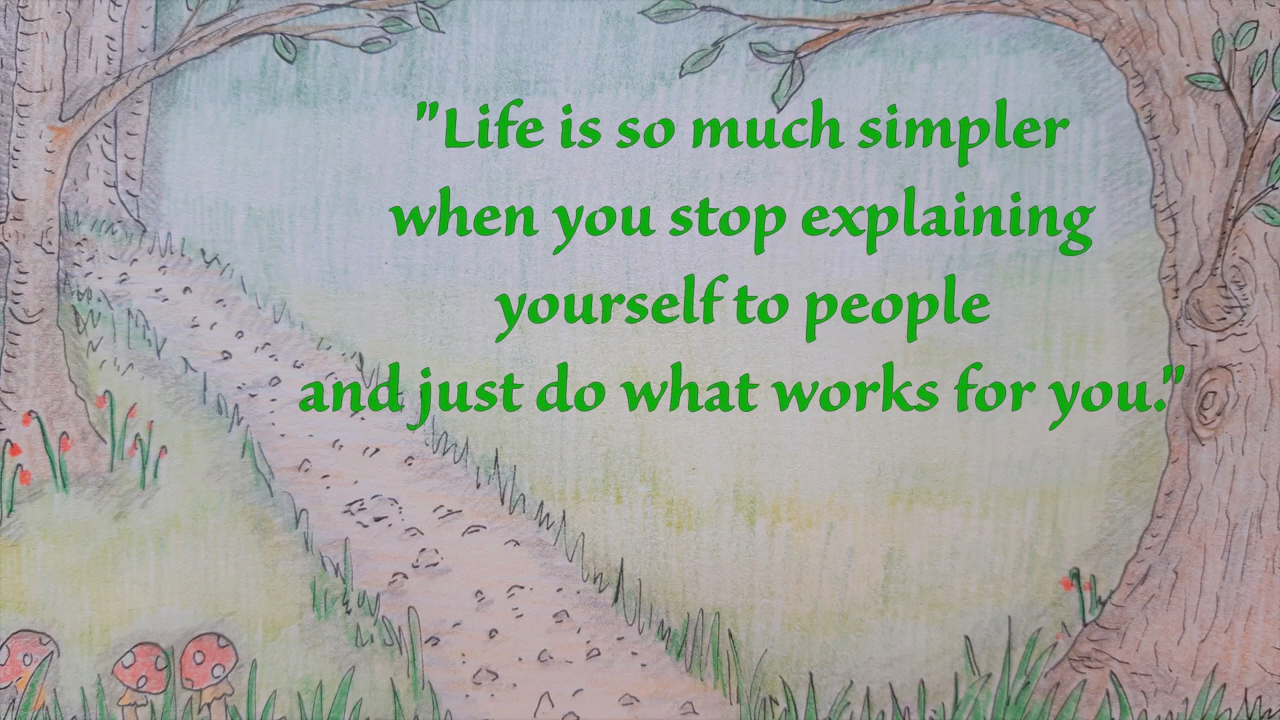 "Life is so much simpler
when you stop explaining
yourself to people
and just do what works for you."